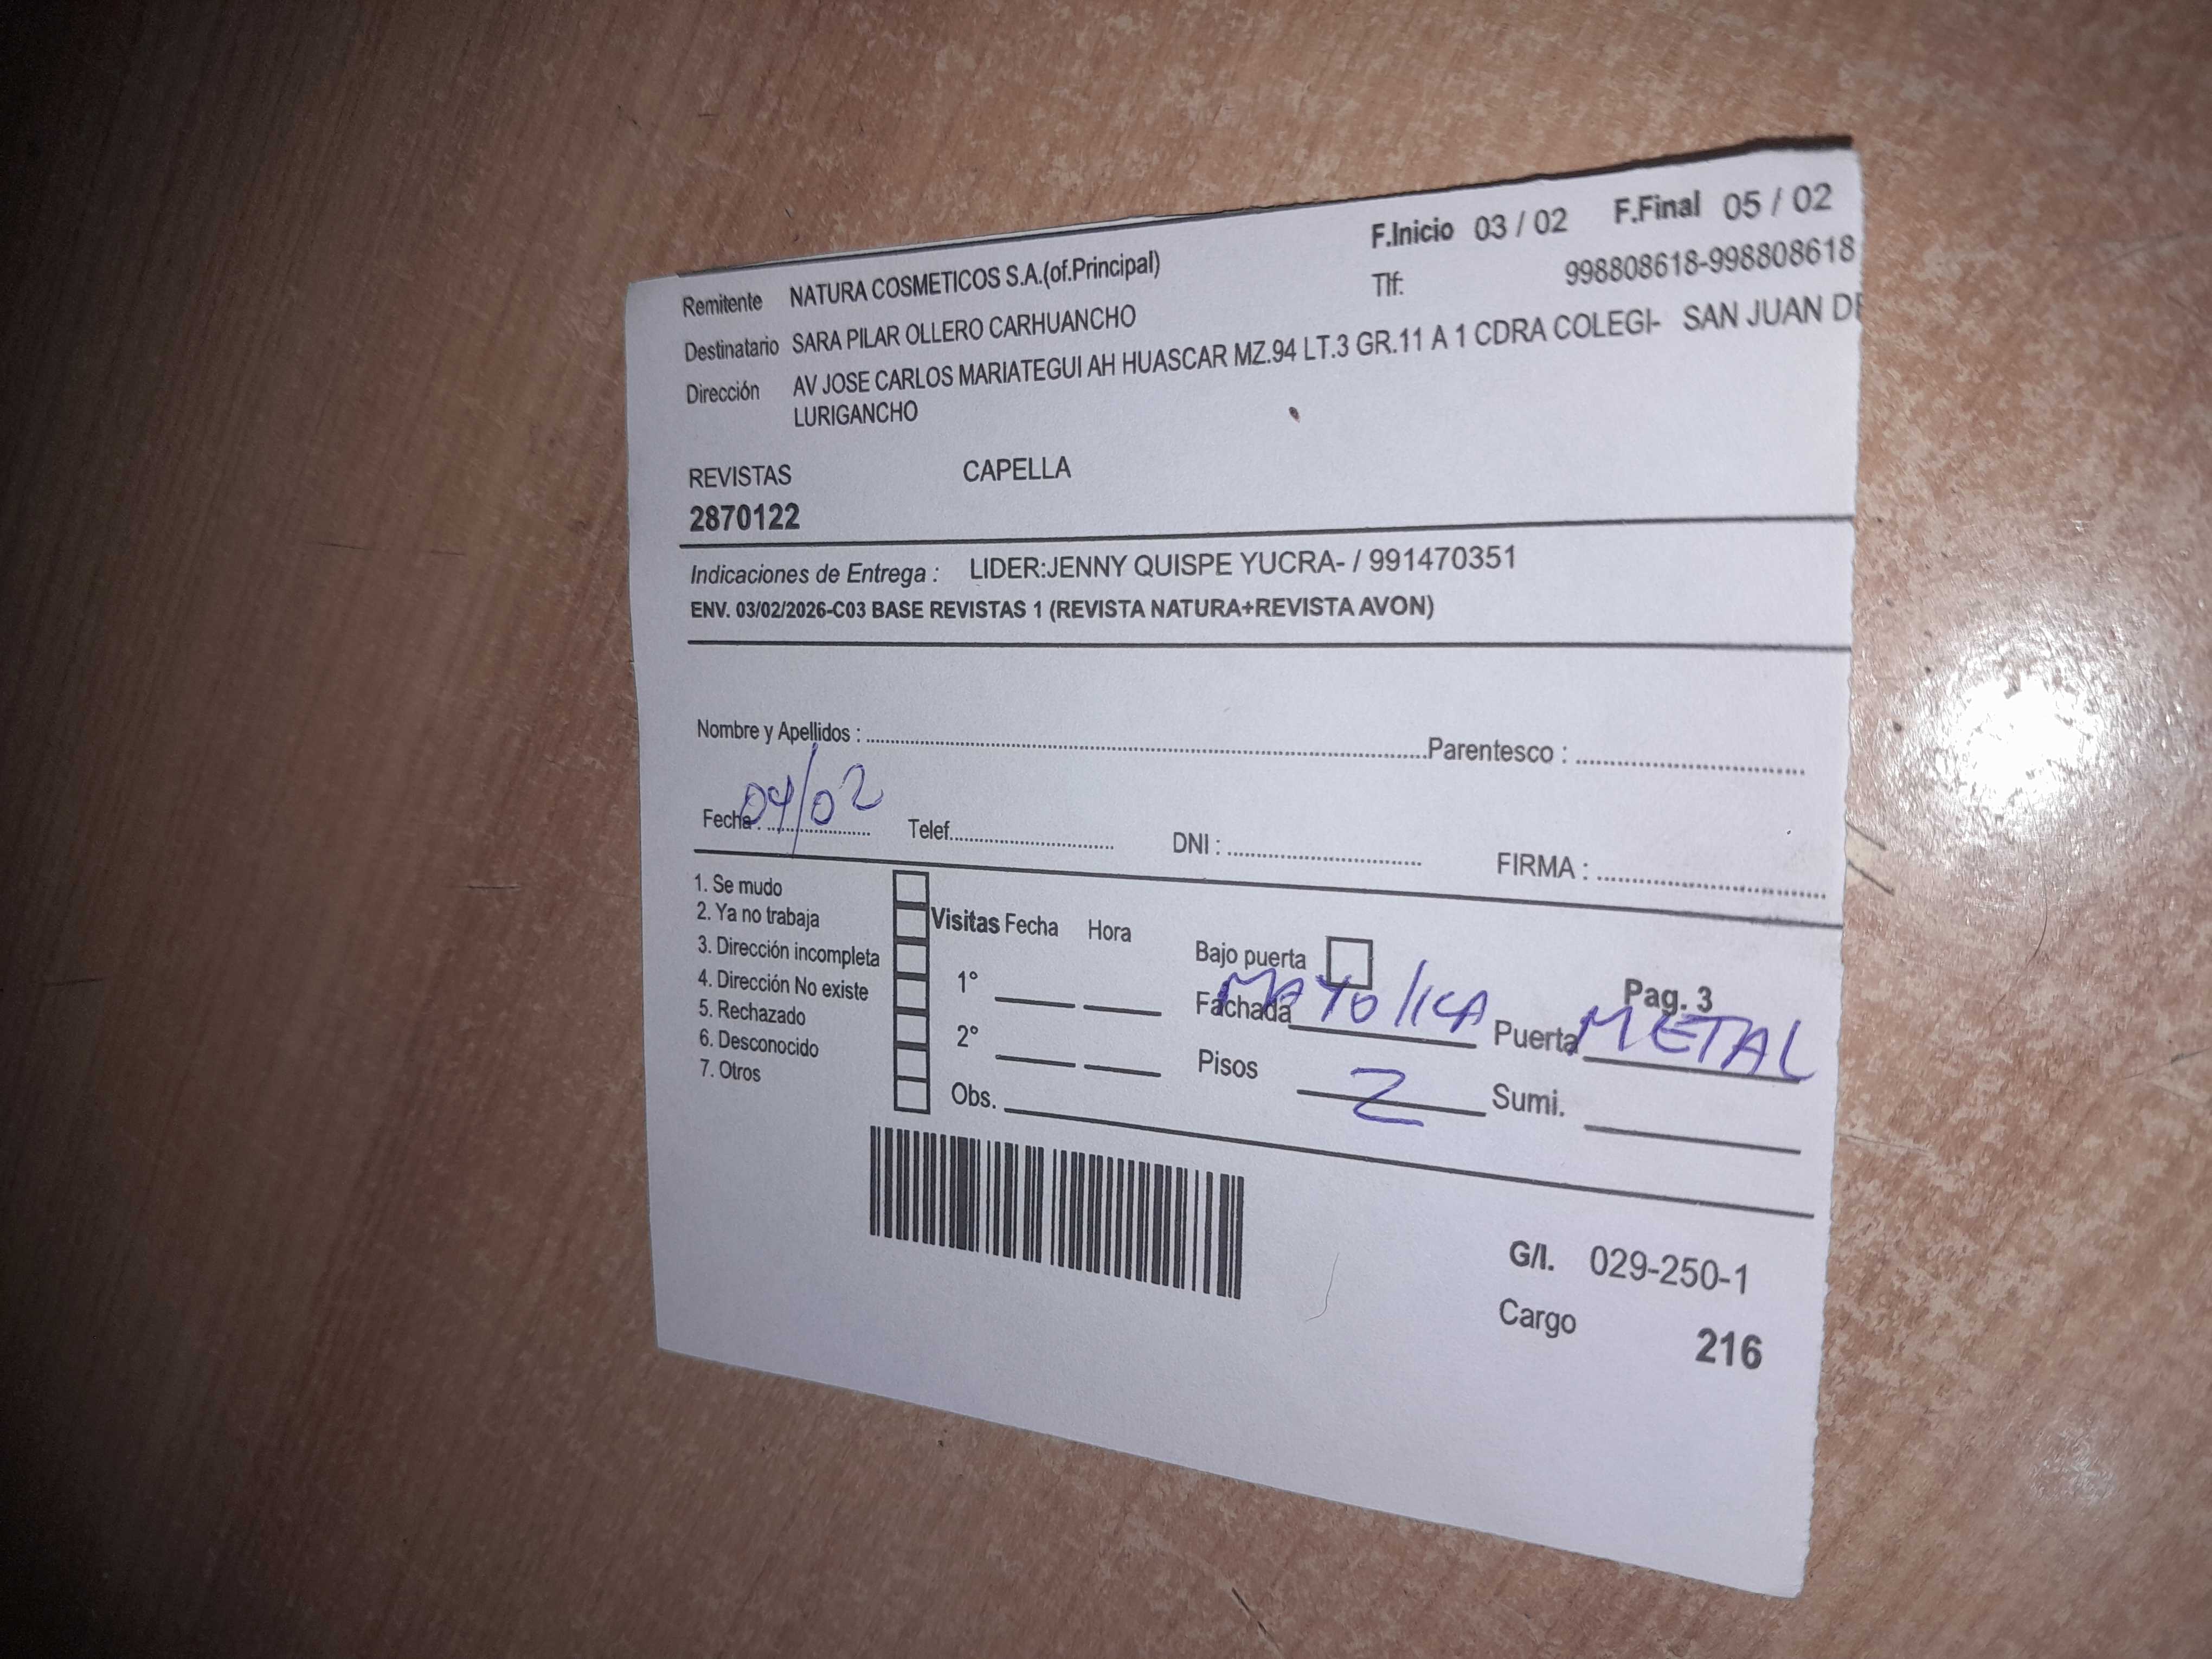 F.Inicio 03 / 02 F.Final 05 / 02
Remitente NATURA COSMETICOS S.A.(of.Principal) Tlf: 998808618-998808618
Destinatario SARA PILAR OLLERO CARHUANCHO
Dirección AV JOSE CARLOS MARIATEGUI AH HUASCAR MZ.94 LT.3 GR.11 A 1 CDRA COLEGI- SAN JUAN DE
LURIGANCHO
REVISTAS CAPELLA
2870122
Indicaciones de Entrega : LIDER:JENNY QUISPE YUCRA- / 991470351
ENV. 03/02/2026-C03 BASE REVISTAS 1 (REVISTA NATURA+REVISTA AVON)
Nombre y Apellidos : Parentesco :
Fecha : 04/02 Telef. DNI : FIRMA :
1. Se mudo
2. Ya no trabaja
3. Dirección incompleta
4. Dirección No existe
5. Rechazado
6. Desconocido
7. Otros
Visitas Fecha Hora
1°
2°
Obs.
Bajo puerta
Pag. 3
Fachada MAYOLICA Puerta METAL
Pisos 2 Sumi.
G/I. 029-250-1
Cargo 216